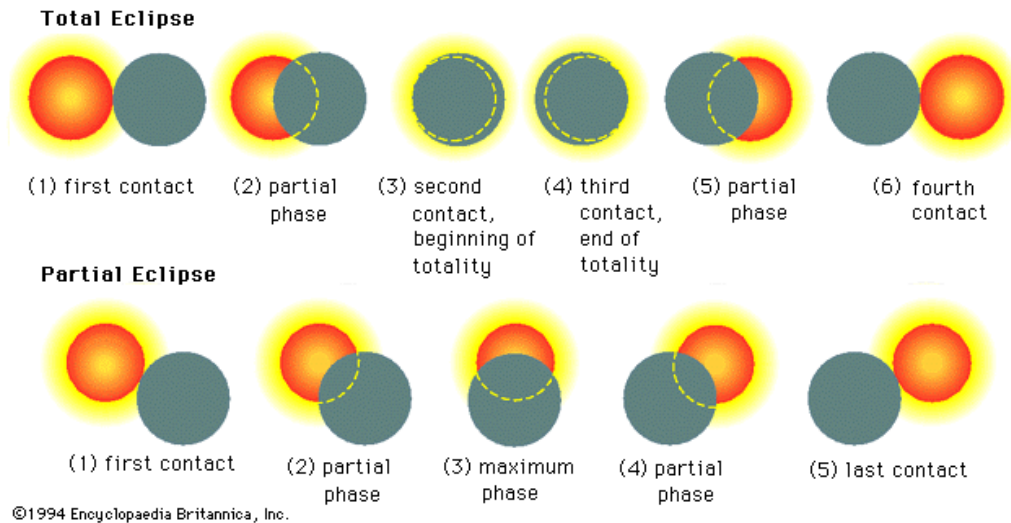 Total Eclipse
(1) first contact
(2) partial
phase
(3) second
contact,
beginning of
totality
(4) third
contact,
end of
totality
(5) partial
phase
(6) fourth
contact
Partial Eclipse
(1) first contact
(2) partial
phase
(3) maximum
phase
(4) partial
phase
(5) last contact
©1994 Encyclopaedia Britannica, Inc.